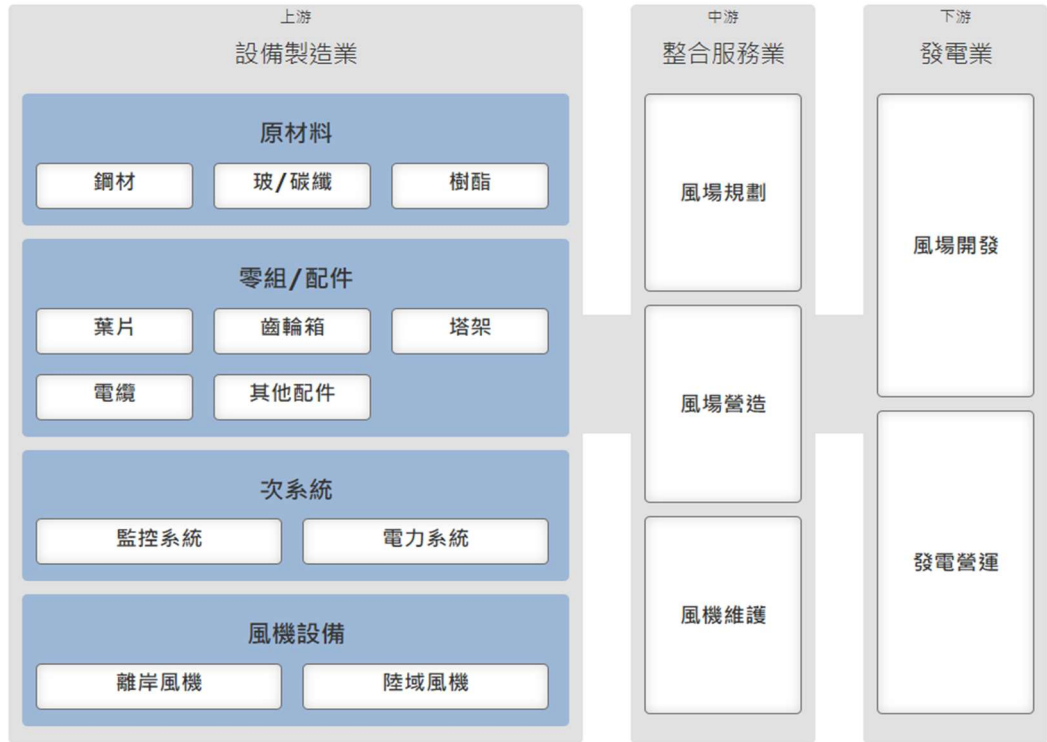 上游
設備製造業
原材料
鋼材
玻/碳纖
樹酯
零組/配件
葉片
齒輪箱
塔架
電纜
其他配件
次系統
監控系統
電力系統
風機設備
離岸風機
陸域風機
中游
整合服務業
風場規劃
風場營造
風機維護
下游
發電業
風場開發
發電營運